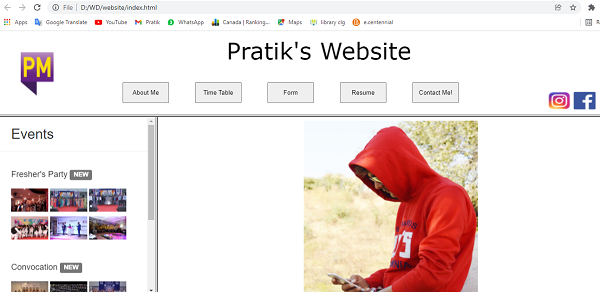 File D:/WD/website/index.html
Apps Google Translate YouTube Pratik WhatsApp Canada | Ranking... Maps library clg e.centennial
Pratik's Website
PM
About Me Time Table Form Resume Contact Me!
Events
Fresher's Party NEW
Convocation NEW